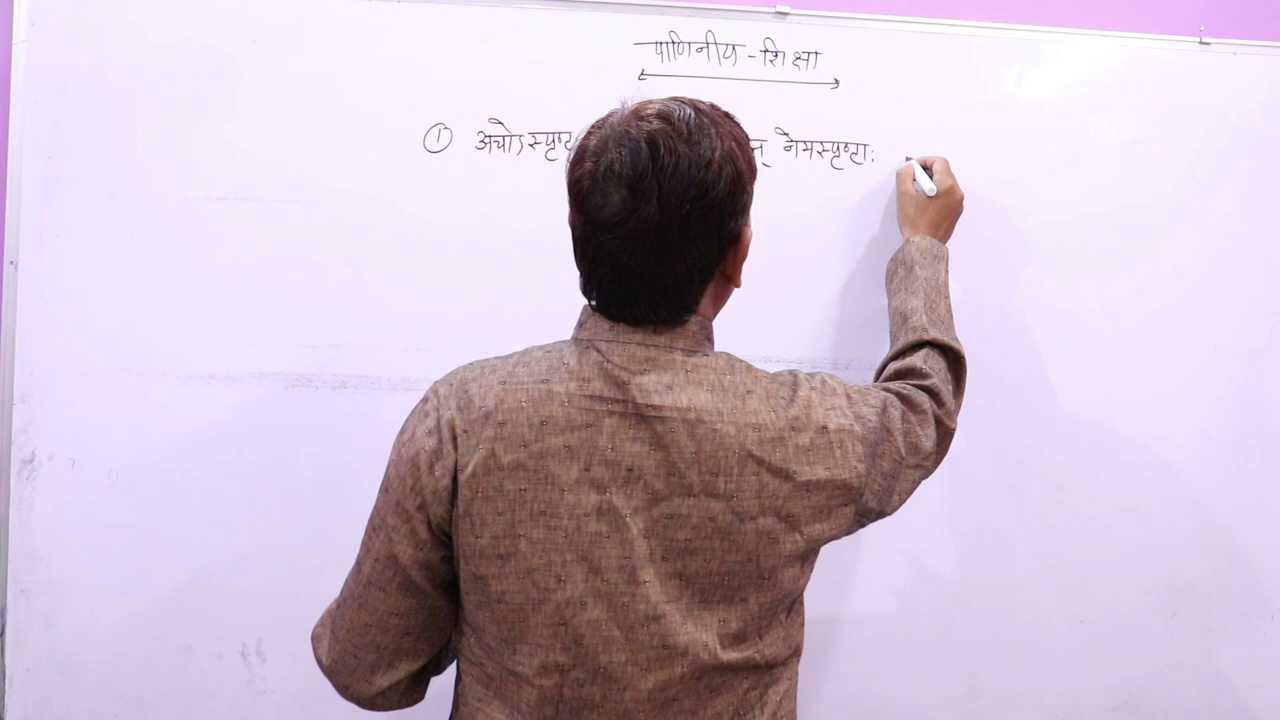 पाणिनीय - शिक्षा
① अचोऽस्पृष्ट न् नेमस्पृष्टाः